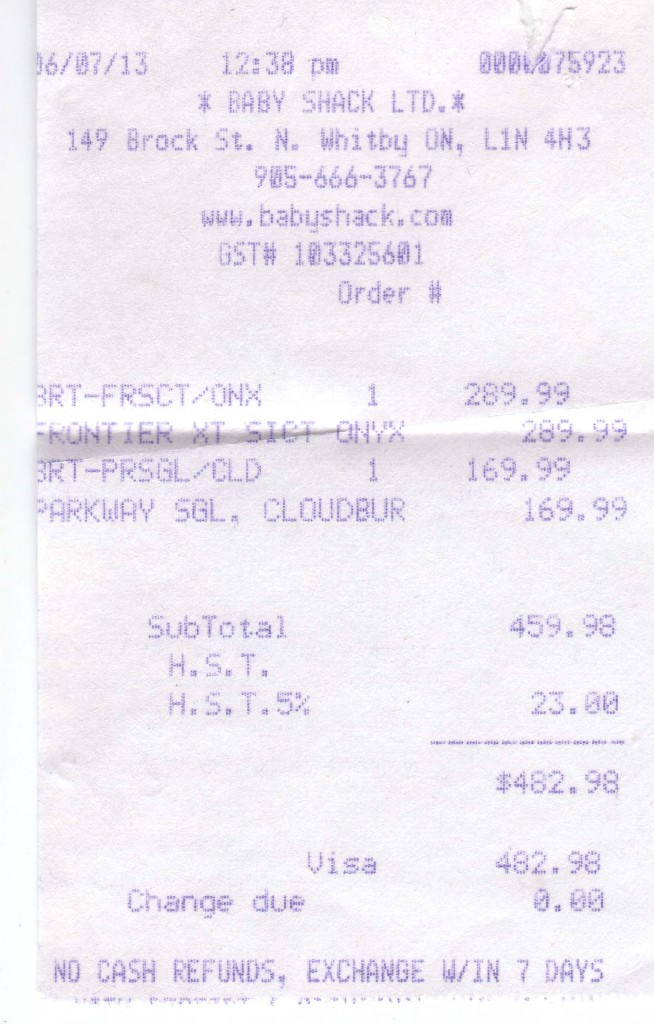 06/07/13 12:38 pm 0000075923
* BABY SHACK LTD.*
149 Brock St. N. Whitby ON, L1N 4H3
905-666-3767
www.babyshack.com
GST# 103325601
Order #
BRT-FRSCT/ONX 1 289.99
FRONTIER XT SICT ONYX 289.99
BRT-PRSGL/CLD 1 169.99
PARKWAY SGL, CLOUDBUR 169.99
SubTotal 459.98
H.S.T.
H.S.T.5% 23.00
$482.98
Visa 482.98
Change due 0.00
NO CASH REFUNDS, EXCHANGE W/IN 7 DAYS